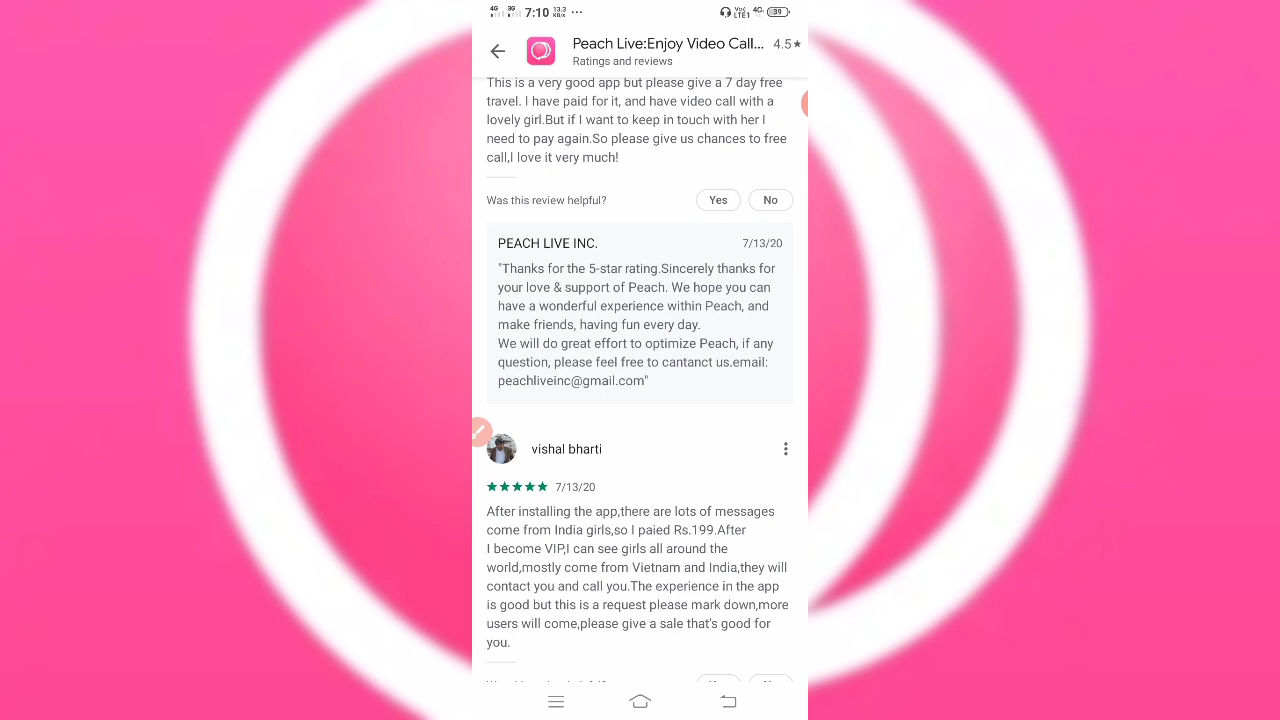 4G 3G 7:10 13.3 KB/s ... VoLTE1 4G 39
Peach Live:Enjoy Video Call... 4.5★
Ratings and reviews
This is a very good app but please give a 7 day free
travel. I have paid for it, and have video call with a
lovely girl.But if I want to keep in touch with her I
need to pay again.So please give us chances to free
call,I love it very much!
Was this review helpful? Yes No
PEACH LIVE INC. 7/13/20
"Thanks for the 5-star rating.Sincerely thanks for
your love & support of Peach. We hope you can
have a wonderful experience within Peach, and
make friends, having fun every day.
We will do great effort to optimize Peach, if any
question, please feel free to cantanct us.email:
peachliveinc@gmail.com"
vishal bharti
★★★★★ 7/13/20
After installing the app,there are lots of messages
come from India girls,so I paied Rs.199.After
I become VIP,I can see girls all around the
world,mostly come from Vietnam and India,they will
contact you and call you.The experience in the app
is good but this is a request please mark down,more
users will come,please give a sale that's good for
you.